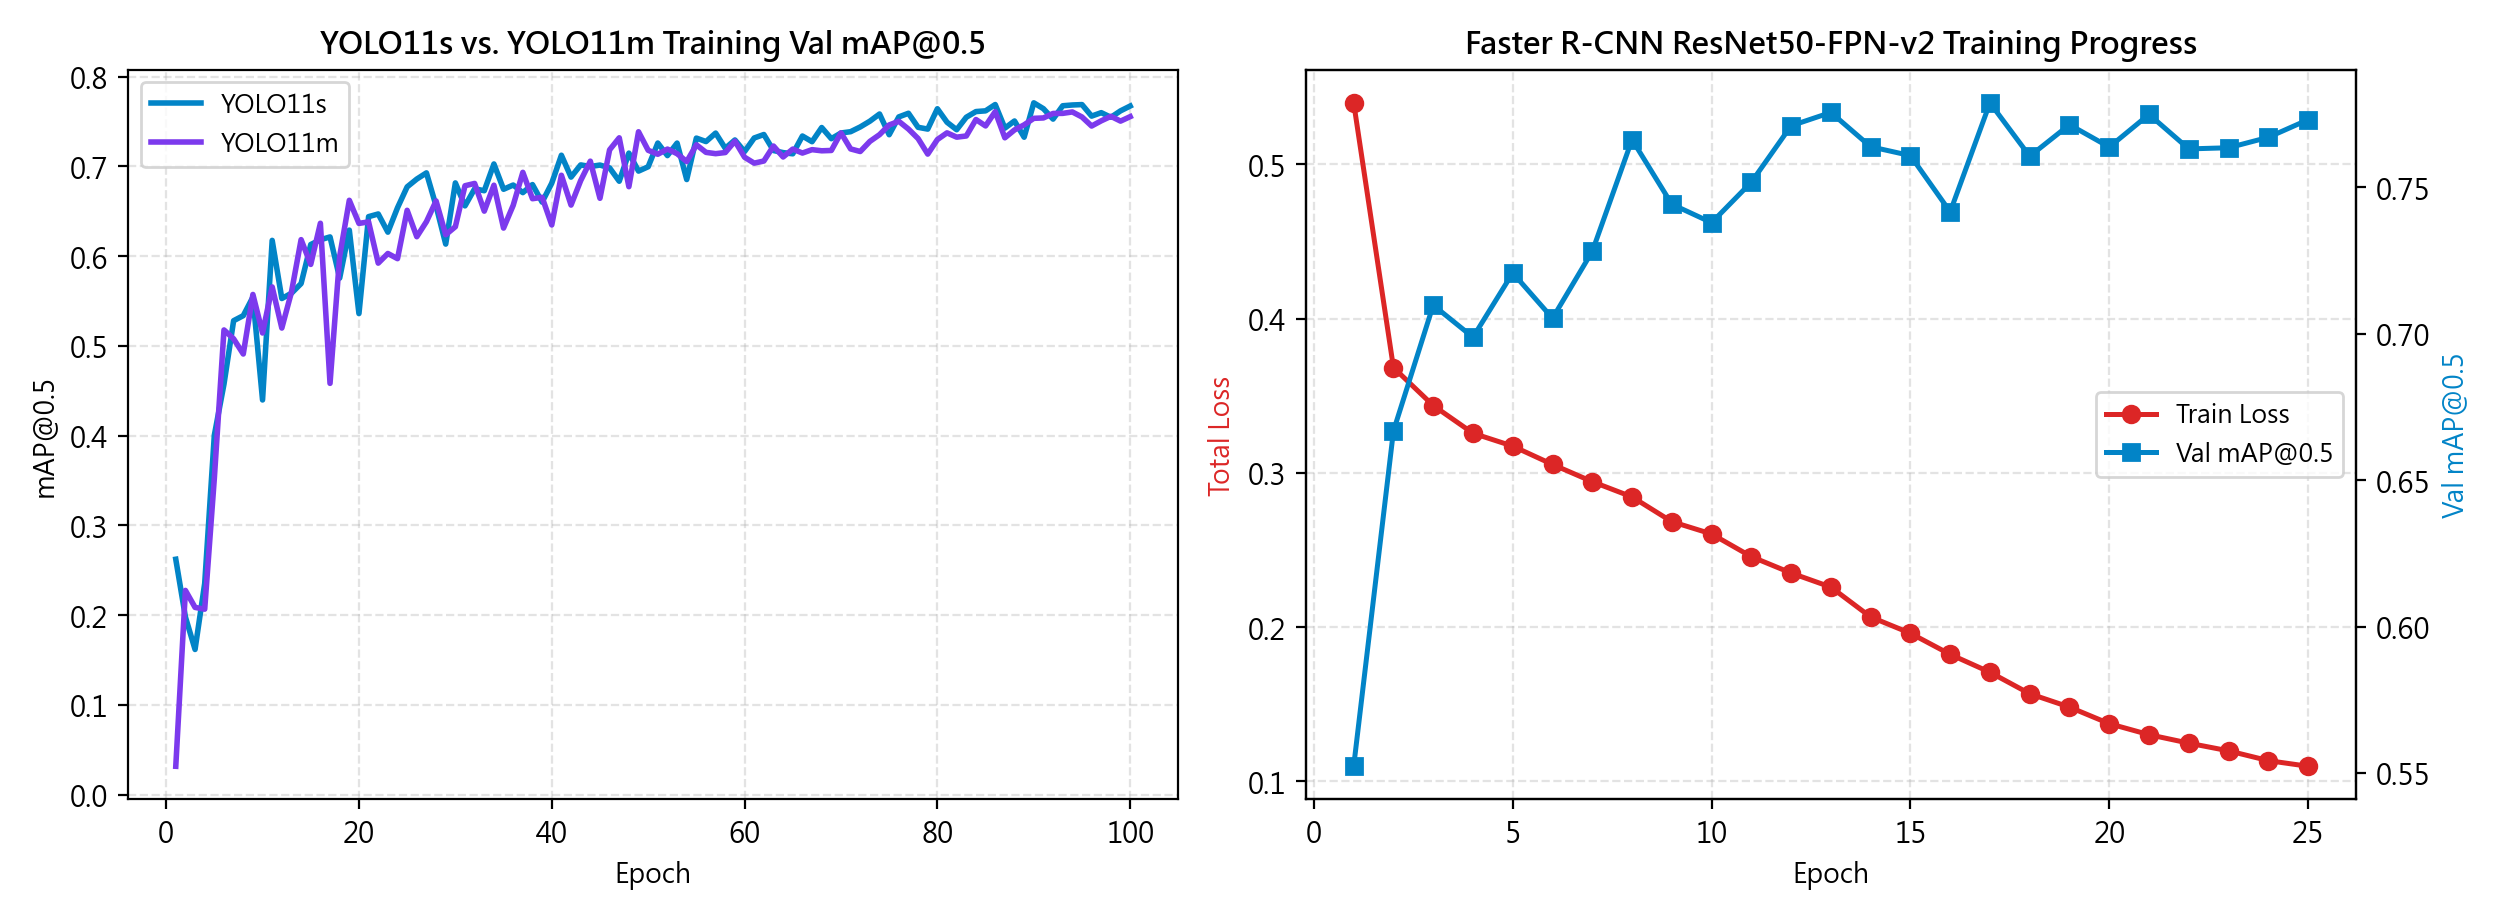 YOLO11s vs. YOLO11m Training Val mAP@0.5
YOLO11s
YOLO11m
mAP@0.5
0.8
0.7
0.6
0.5
0.4
0.3
0.2
0.1
0.0
0 20 40 60 80 100
Epoch
Faster R-CNN ResNet50-FPN-v2 Training Progress
Total Loss
0.5
0.4
0.3
0.2
0.1
Train Loss
Val mAP@0.5
0.75
0.70
0.65
0.60
0.55
Val mAP@0.5
0 5 10 15 20 25
Epoch